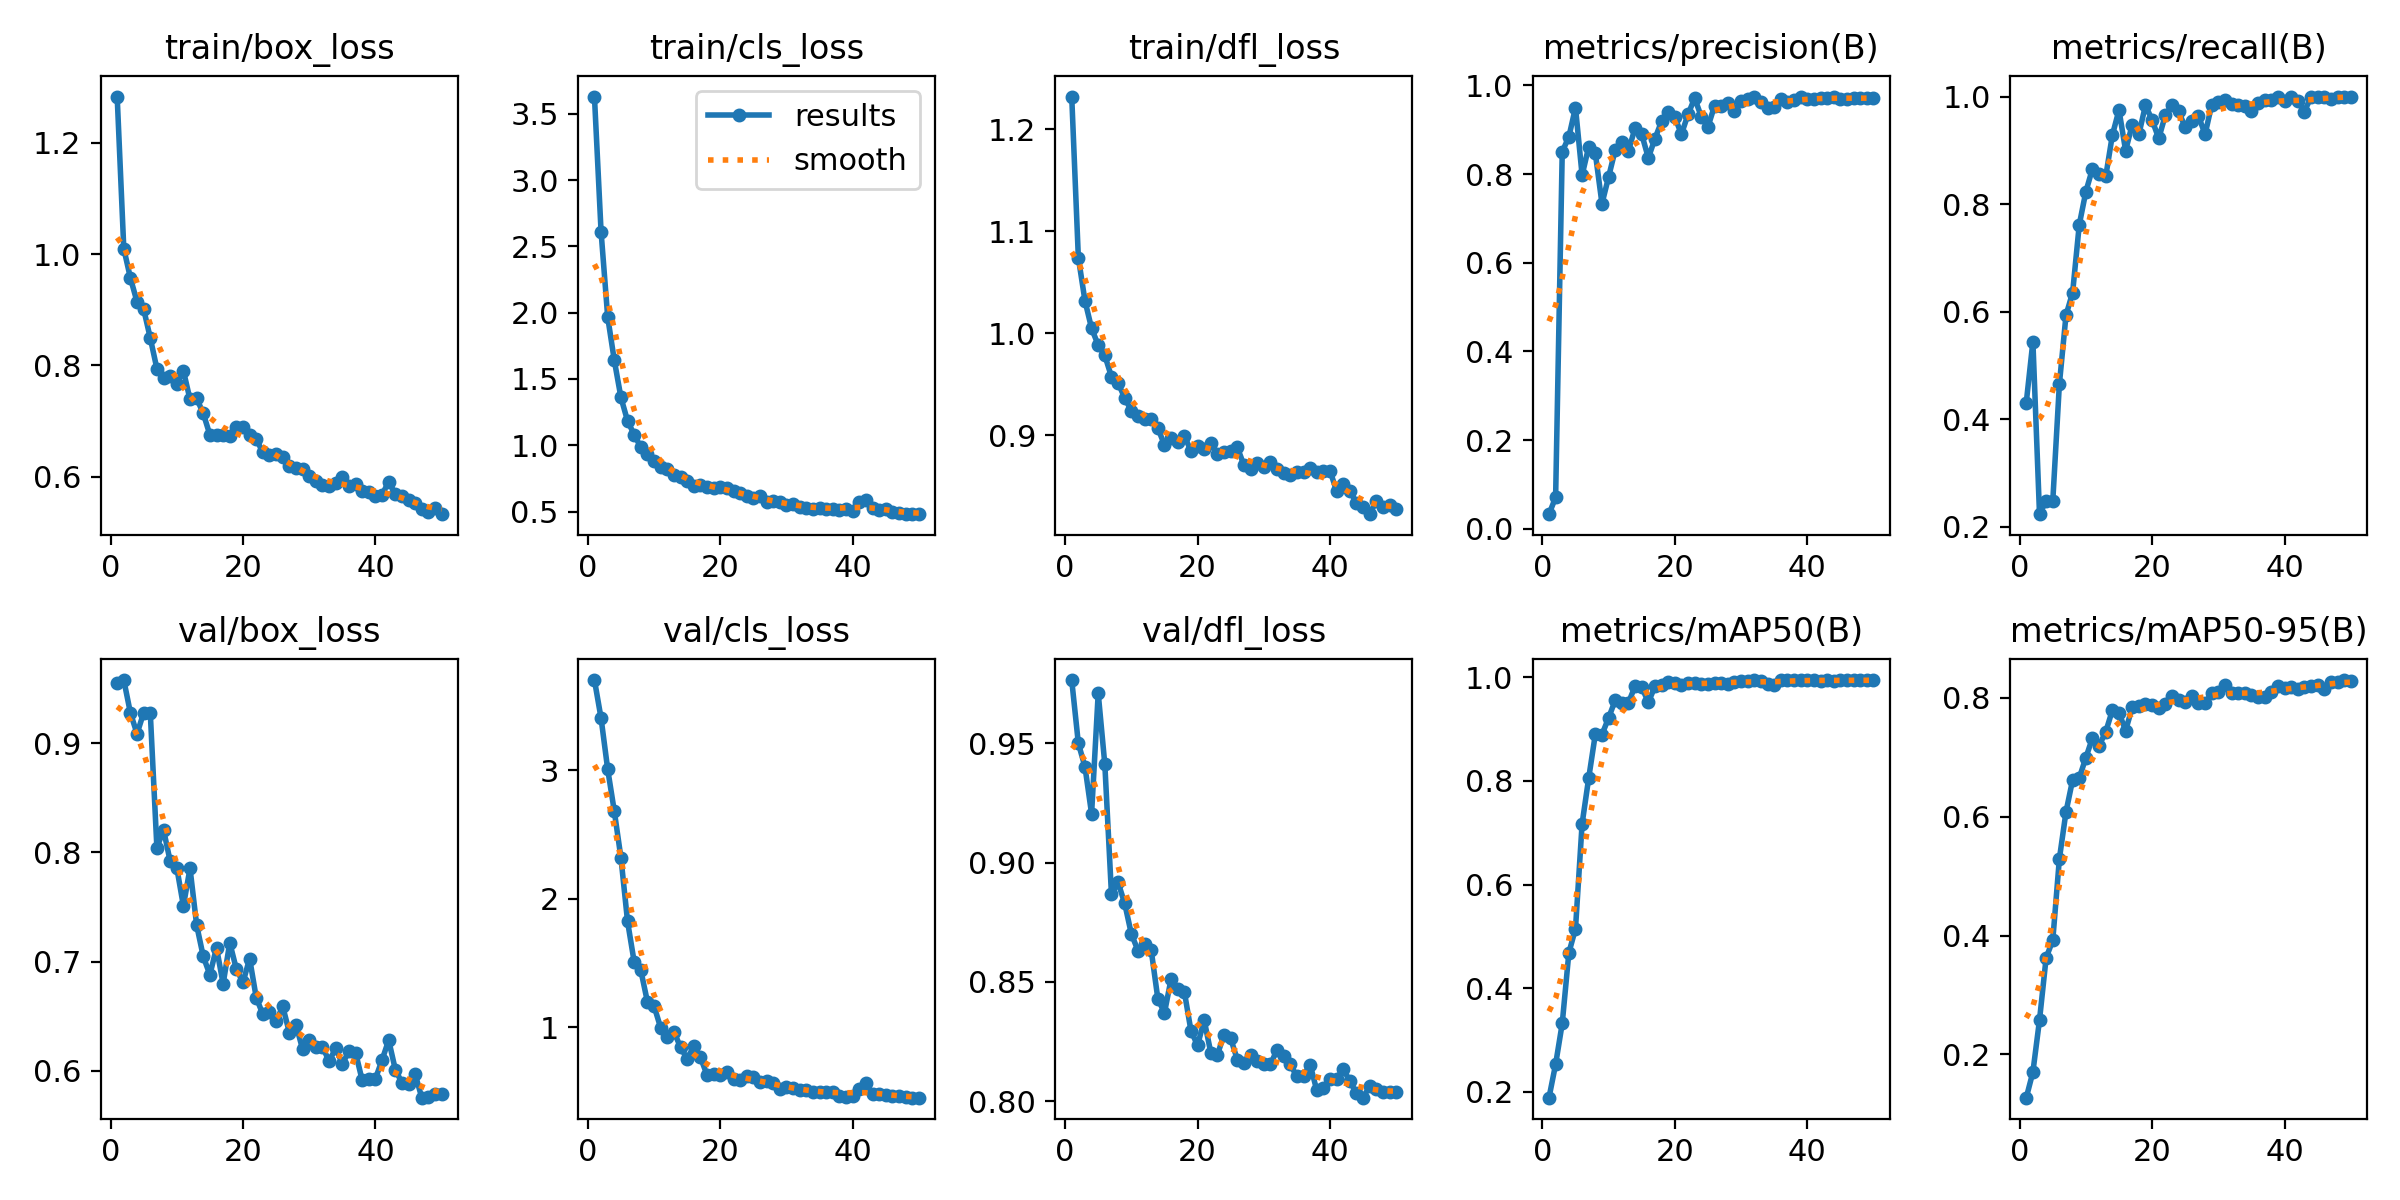 train/box_loss
1.2
1.0
0.8
0.6
0 20 40
train/cls_loss
results
smooth
3.5
3.0
2.5
2.0
1.5
1.0
0.5
0 20 40
train/dfl_loss
1.2
1.1
1.0
0.9
0 20 40
metrics/precision(B)
1.0
0.8
0.6
0.4
0.2
0.0
0 20 40
metrics/recall(B)
1.0
0.8
0.6
0.4
0.2
0 20 40
val/box_loss
0.9
0.8
0.7
0.6
0 20 40
val/cls_loss
3
2
1
0 20 40
val/dfl_loss
0.95
0.90
0.85
0.80
0 20 40
metrics/mAP50(B)
1.0
0.8
0.6
0.4
0.2
0 20 40
metrics/mAP50-95(B)
0.8
0.6
0.4
0.2
0 20 40